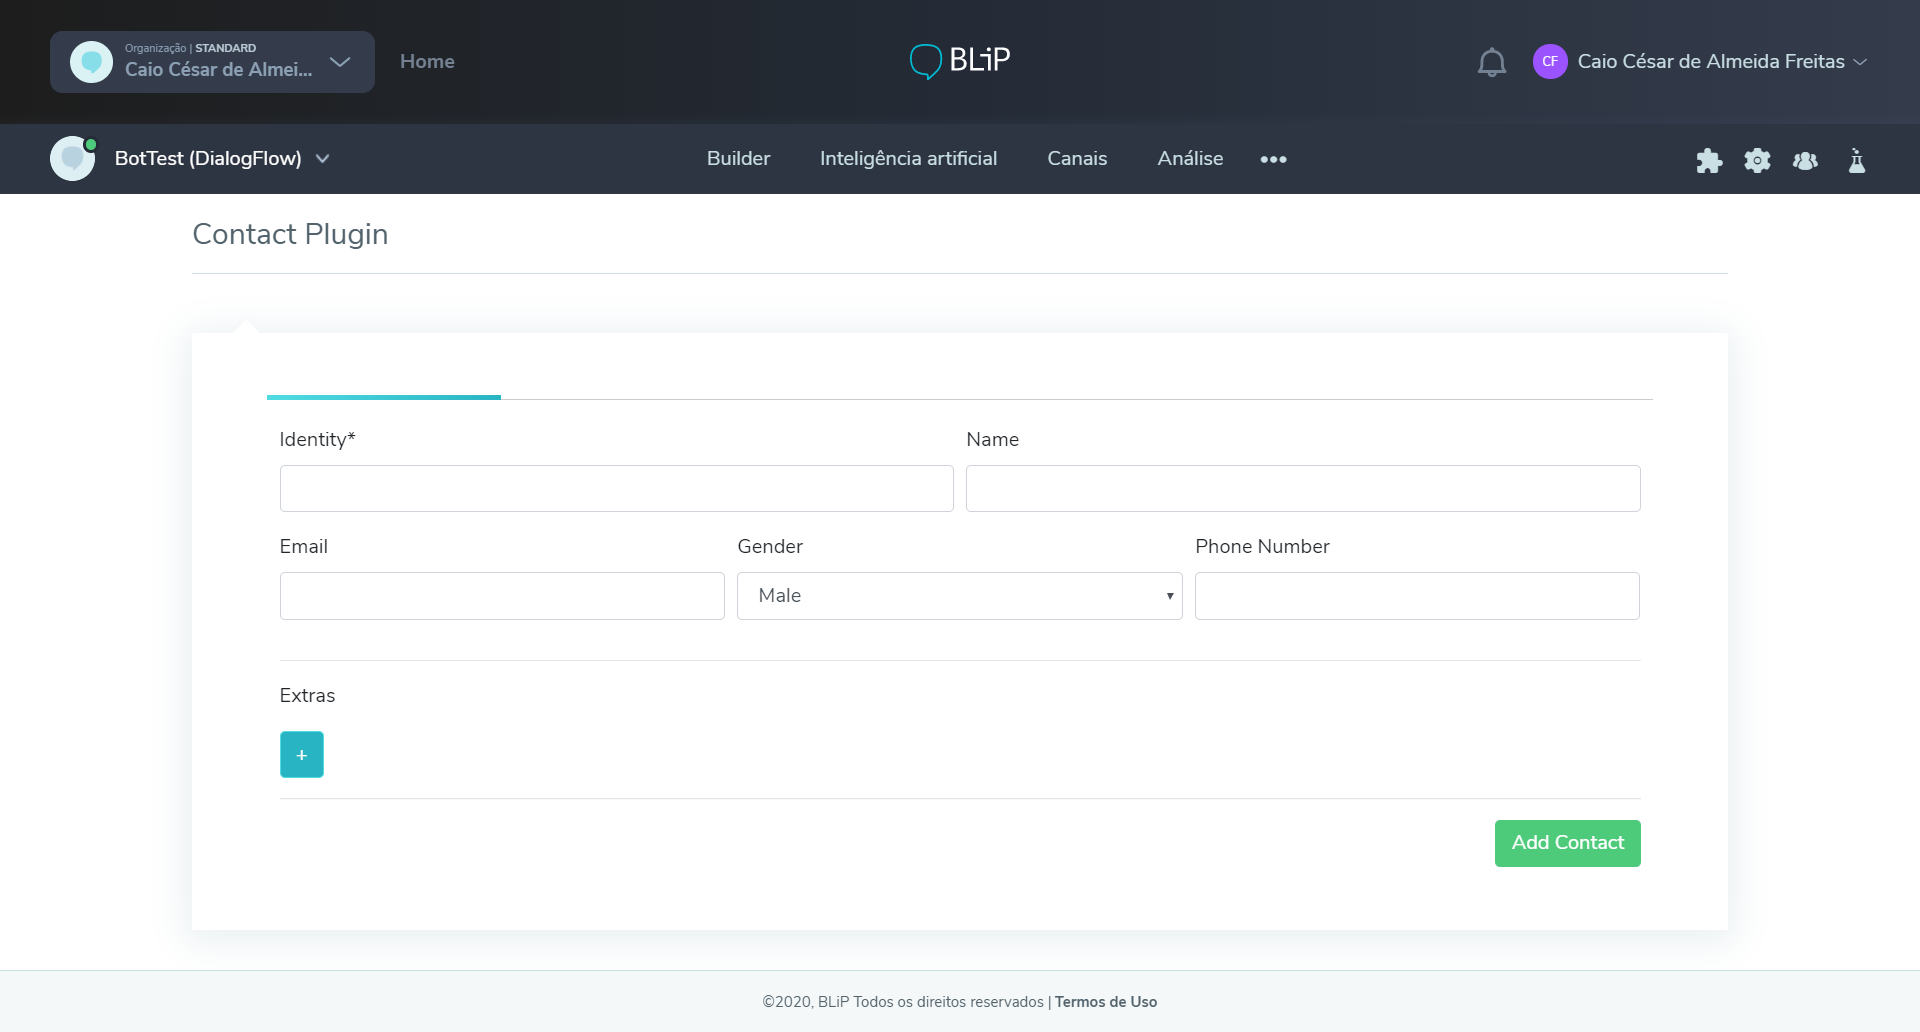 Organização | STANDARD
Caio César de Almei...
Home
BLiP
CF
Caio César de Almeida Freitas
BotTest (DialogFlow)
Builder
Inteligência artificial
Canais
Análise
Contact Plugin
Identity*
Name
Email
Gender
Phone Number
Male
Extras
+
Add Contact
©2020, BLiP Todos os direitos reservados | Termos de Uso